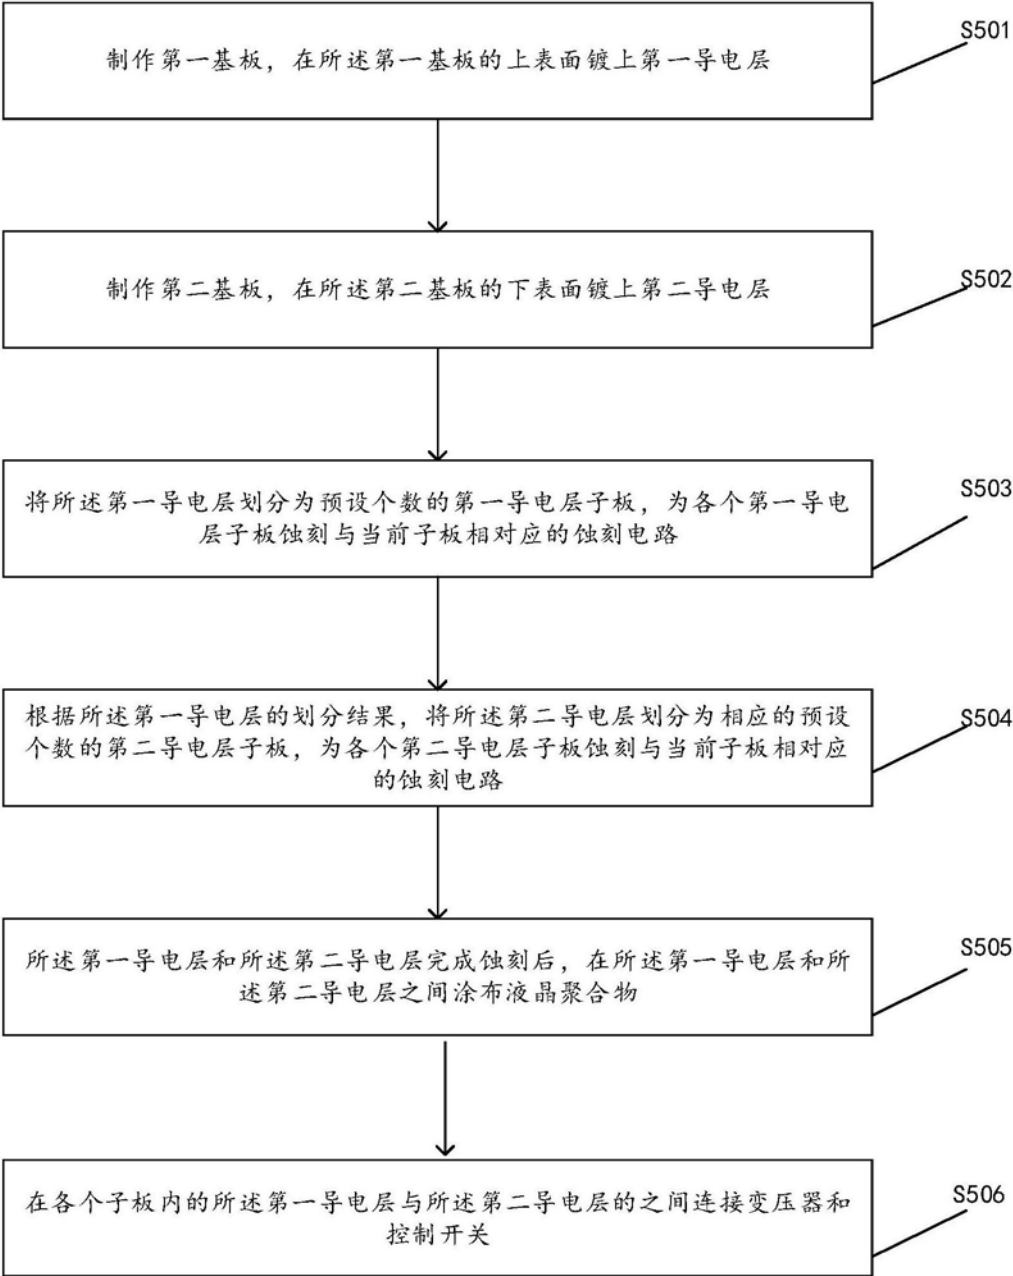 制作第一基板，在所述第一基板的上表面镀上第一导电层
S501
制作第二基板，在所述第二基板的下表面镀上第二导电层
S502
将所述第一导电层划分为预设个数的第一导电层子板，为各个第一导电
层子板蚀刻与当前子板相对应的蚀刻电路
S503
根据所述第一导电层的划分结果，将所述第二导电层划分为相应的预设
个数的第二导电层子板，为各个第二导电层子板蚀刻与当前子板相对应
的蚀刻电路
S504
所述第一导电层和所述第二导电层完成蚀刻后，在所述第一导电层和所
述第二导电层之间涂布液晶聚合物
S505
在各个子板内的所述第一导电层与所述第二导电层的之间连接变压器和
控制开关
S506